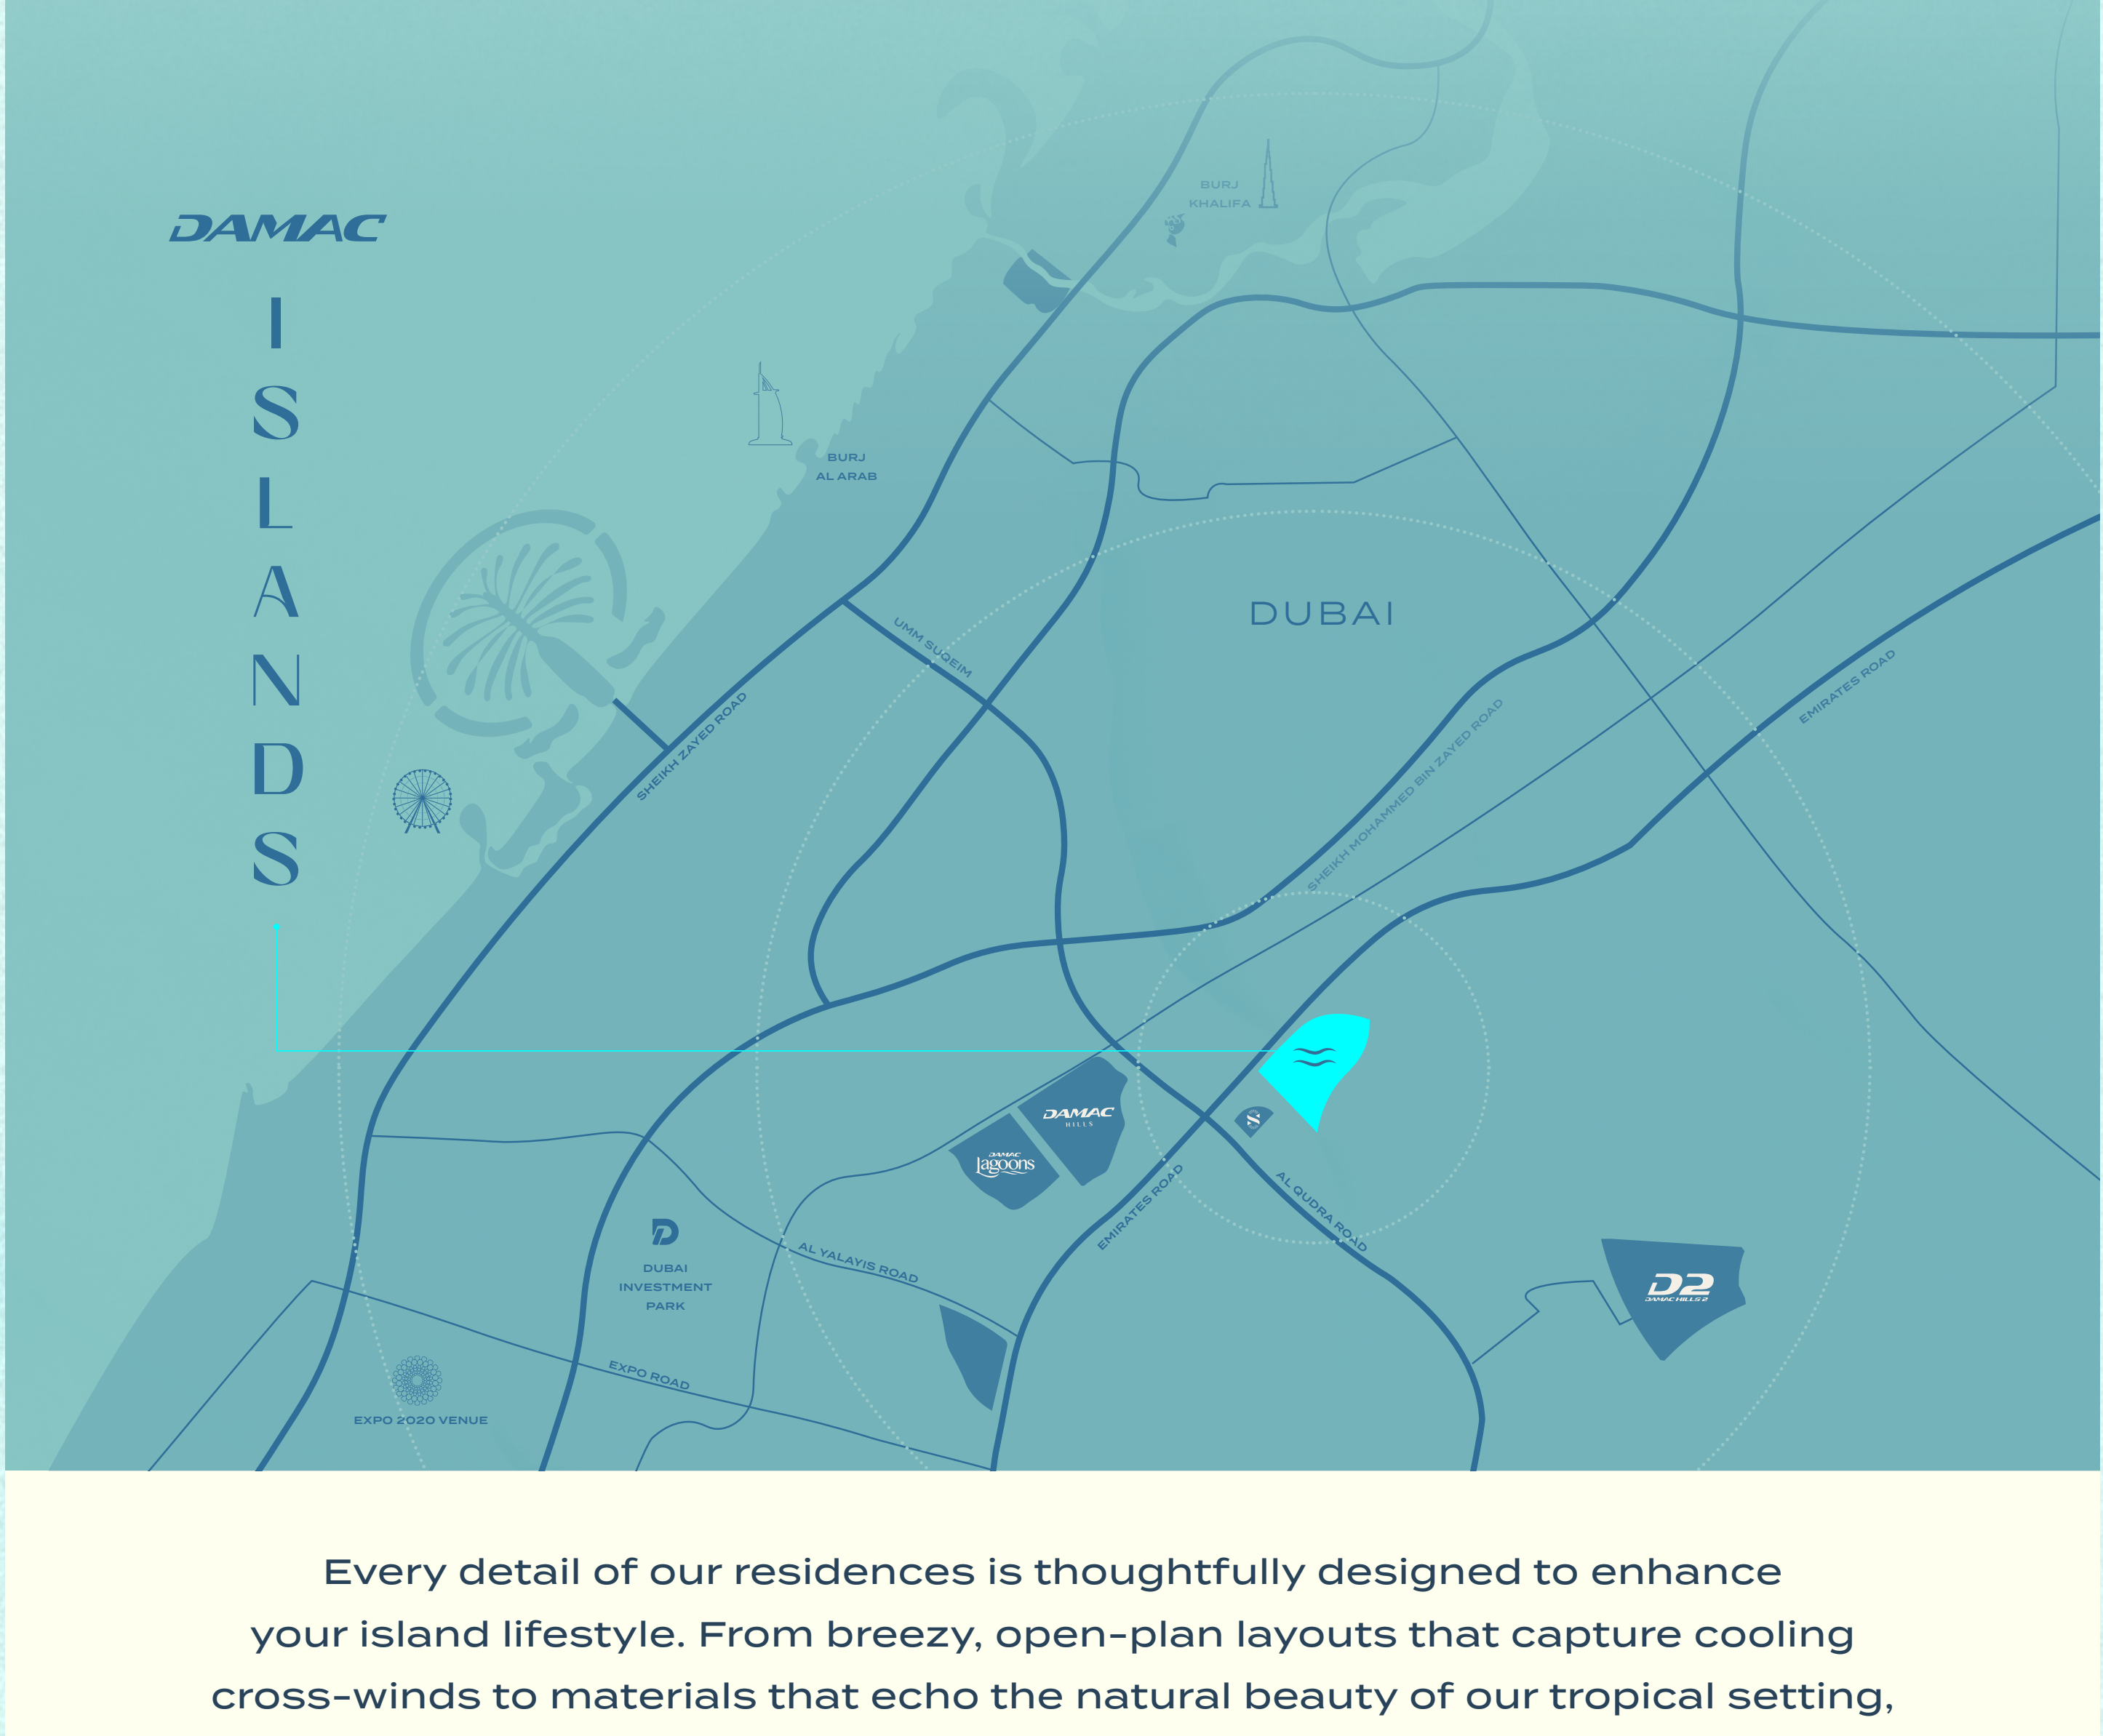 DAMAC
ISLANDS
BURJ
KHALIFA
BURJ
AL ARAB
DUBAI
UMM SUQEIM
SHEIKH ZAYED ROAD
EMIRATES ROAD
SHEIKH MOHAMMED BIN ZAYED ROAD
DAMAC
HILLS
DAMAC
lagoons
S
EMIRATES ROAD
AL QUDRA ROAD
D
DUBAI
INVESTMENT
PARK
AL YALAYIS ROAD
D2
DAMAC HILLS 2
EXPO ROAD
EXPO 2020 VENUE
Every detail of our residences is thoughtfully designed to enhance
your island lifestyle. From breezy, open-plan layouts that capture cooling
cross-winds to materials that echo the natural beauty of our tropical setting,